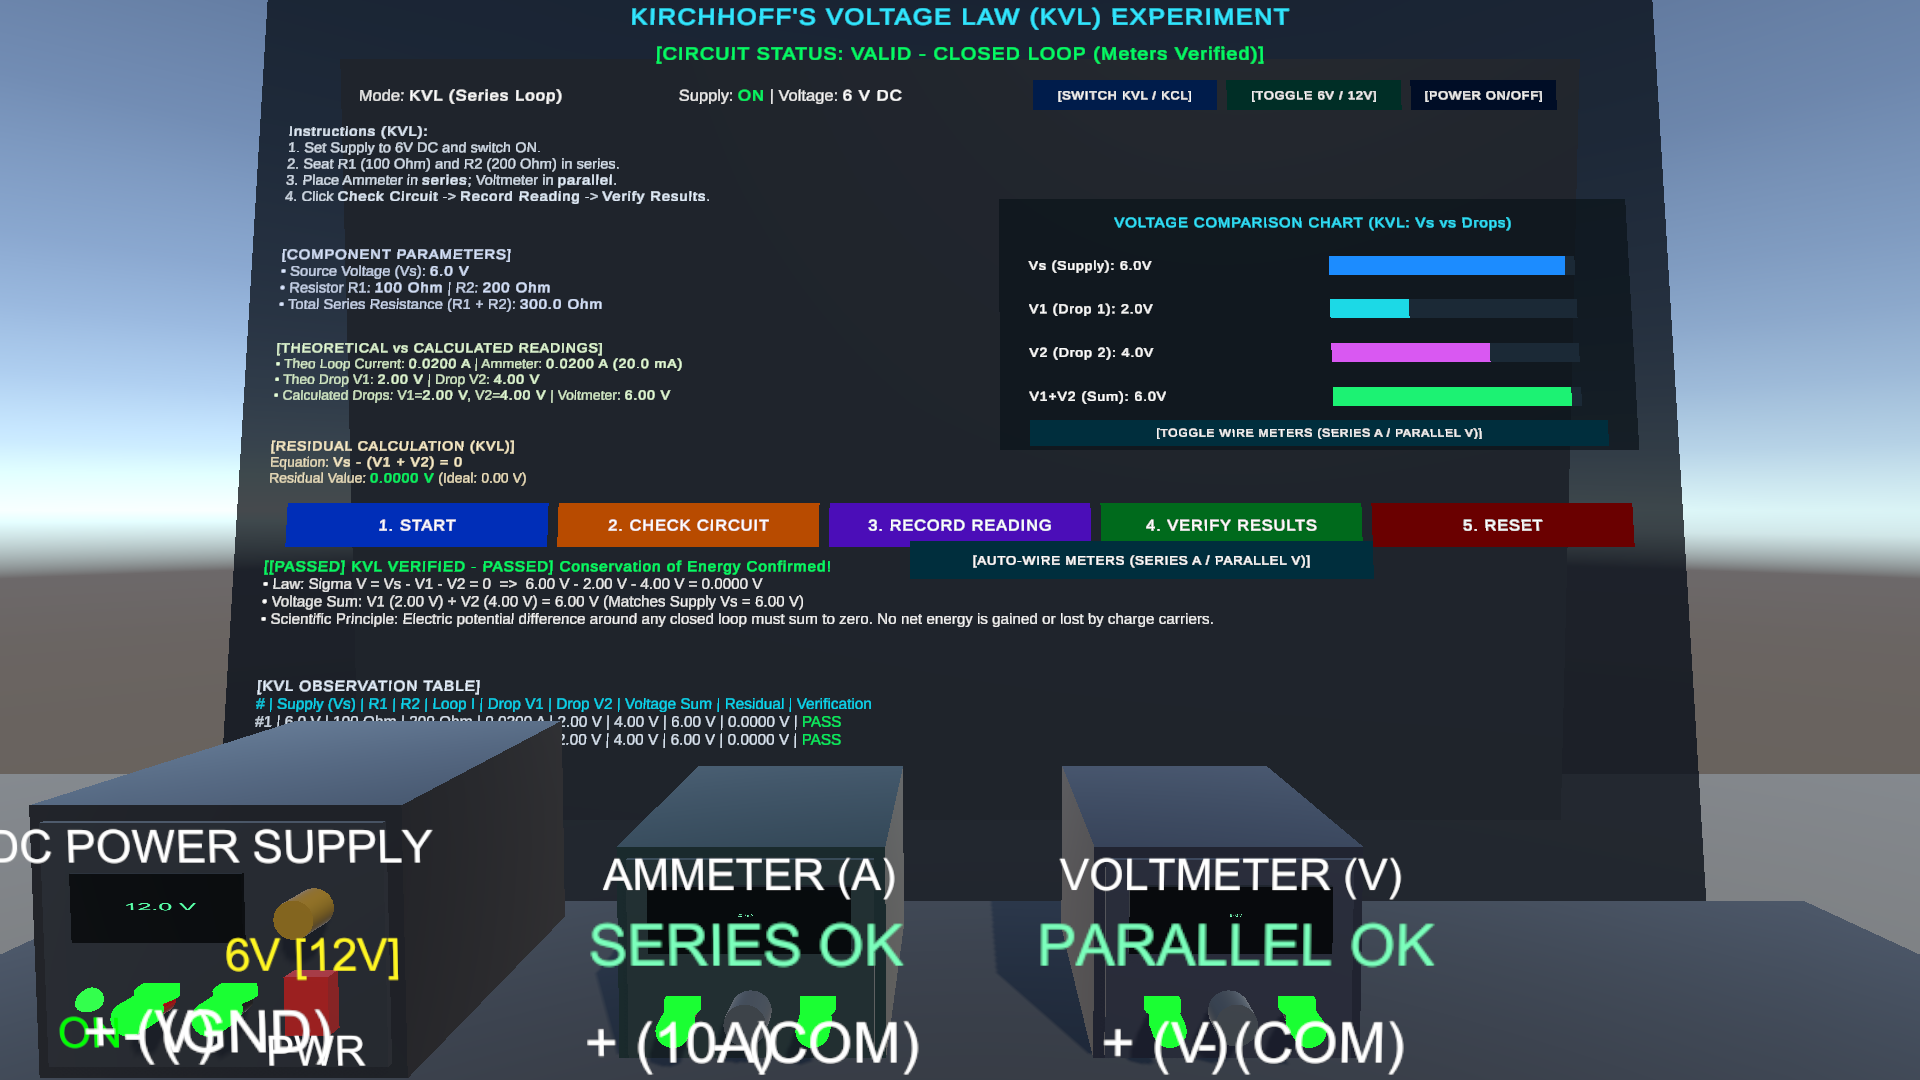 KIRCHHOFF'S VOLTAGE LAW (KVL) EXPERIMENT
[CIRCUIT STATUS: VALID - CLOSED LOOP (Meters Verified)]
Mode: KVL (Series Loop)
Supply: ON | Voltage: 6 V DC
[SWITCH KVL / KCL]
[TOGGLE 6V / 12V]
[POWER ON/OFF]
Instructions (KVL):
1. Set Supply to 6V DC and switch ON.
2. Seat R1 (100 Ohm) and R2 (200 Ohm) in series.
3. Place Ammeter in series; Voltmeter in parallel.
4. Click Check Circuit -> Record Reading -> Verify Results.
[COMPONENT PARAMETERS]
• Source Voltage (Vs): 6.0 V
• Resistor R1: 100 Ohm | R2: 200 Ohm
• Total Series Resistance (R1 + R2): 300.0 Ohm
[THEORETICAL vs CALCULATED READINGS]
• Theo Loop Current: 0.0200 A | Ammeter: 0.0200 A (20.0 mA)
• Theo Drop V1: 2.00 V | Drop V2: 4.00 V
• Calculated Drops: V1=2.00 V, V2=4.00 V | Voltmeter: 6.00 V
[RESIDUAL CALCULATION (KVL)]
Equation: Vs - (V1 + V2) = 0
Residual Value: 0.0000 V (Ideal: 0.00 V)
VOLTAGE COMPARISON CHART (KVL: Vs vs Drops)
Vs (Supply): 6.0V
V1 (Drop 1): 2.0V
V2 (Drop 2): 4.0V
V1+V2 (Sum): 6.0V
[TOGGLE WIRE METERS (SERIES A / PARALLEL V)]
1. START
2. CHECK CIRCUIT
3. RECORD READING
4. VERIFY RESULTS
5. RESET
[AUTO-WIRE METERS (SERIES A / PARALLEL V)]
[[PASSED] KVL VERIFIED - PASSED] Conservation of Energy Confirmed!
• Law: Sigma V = Vs - V1 - V2 = 0 => 6.00 V - 2.00 V - 4.00 V = 0.0000 V
• Voltage Sum: V1 (2.00 V) + V2 (4.00 V) = 6.00 V (Matches Supply Vs = 6.00 V)
• Scientific Principle: Electric potential difference around any closed loop must sum to zero. No net energy is gained or lost by charge carriers.
[KVL OBSERVATION TABLE]
# | Supply (Vs) | R1 | R2 | Loop I | Drop V1 | Drop V2 | Voltage Sum | Residual | Verification
#1 | 6.0 V | 100 Ohm | 200 Ohm | 0.0200 A | 2.00 V | 4.00 V | 6.00 V | 0.0000 V | PASS
2.00 V | 4.00 V | 6.00 V | 0.0000 V | PASS
DC POWER SUPPLY
12.0 V
6V [12V]
ON
+ (V)
- (GND)
PWR
AMMETER (A)
SERIES OK
+ (10A)
- (COM)
VOLTMETER (V)
PARALLEL OK
+ (V)
- (COM)